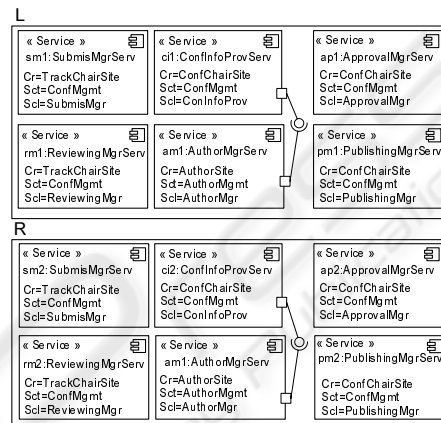 L
« Service »
sm1:SubmisMgrServ
Cr=TrackChairSite
Sct=ConfMgmt
Scl=SubmisMgr
« Service »
ci1:ConfInfoProvServ
Cr=ConfChairSite
Sct=ConfMgmt
Scl=ConInfoProv
« Service »
ap1:ApprovalMgrServ
Cr=ConfChairSite
Sct=ConfMgmt
Scl=ApprovalMgr
« Service »
rm1:ReviewingMgrServ
Cr=TrackChairSite
Sct=ConfMgmt
Scl=ReviewingMgr
« Service »
am1:AuthorMgrServ
Cr=AuthorSite
Sct=AuthorMgmt
Scl=AuthorMgr
« Service »
pm1:PublishingMgrServ
Cr=ConfChairSite
Sct=ConfMgmt
Scl=PublishingMgr
R
« Service »
sm2:SubmisMgrServ
Cr=TrackChairSite
Sct=ConfMgmt
Scl=SubmisMgr
« Service »
ci2:ConfInfoProvServ
Cr=ConfChairSite
Sct=ConfMgmt
Scl=ConInfoProv
« Service »
ap2:ApprovalMgrServ
Cr=ConfChairSite
Sct=ConfMgmt
Scl=ApprovalMgr
« Service »
rm2:ReviewingMgrServ
Cr=TrackChairSite
Sct=ConfMgmt
Scl=ReviewingMgr
« Service »
am1:AuthorMgrServ
Cr=AuthorSite
Sct=AuthorMgmt
Scl=AuthorMgr
« Service »
pm2:PublishingMgrServ
Cr=ConfChairSite
Sct=ConfMgmt
Scl=PublishingMgr